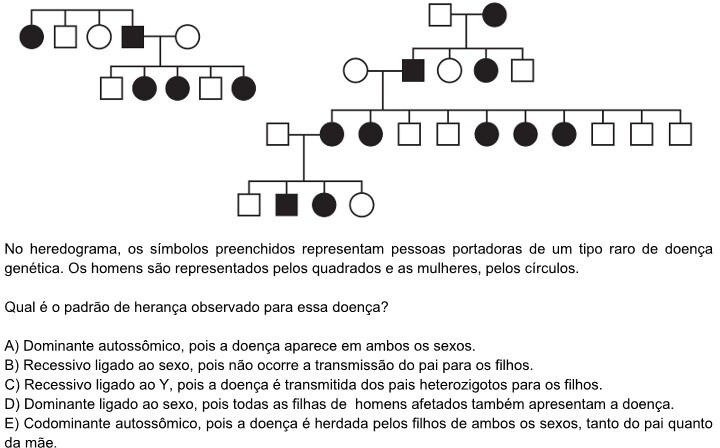 No heredograma, os símbolos preenchidos representam pessoas portadoras de um tipo raro de doença
genética. Os homens são representados pelos quadrados e as mulheres, pelos círculos.
Qual é o padrão de herança observado para essa doença?
A) Dominante autossômico, pois a doença aparece em ambos os sexos.
B) Recessivo ligado ao sexo, pois não ocorre a transmissão do pai para os filhos.
C) Recessivo ligado ao Y, pois a doença é transmitida dos pais heterozigotos para os filhos.
D) Dominante ligado ao sexo, pois todas as filhas de homens afetados também apresentam a doença.
E) Codominante autossômico, pois a doença é herdada pelos filhos de ambos os sexos, tanto do pai quanto
da mãe.